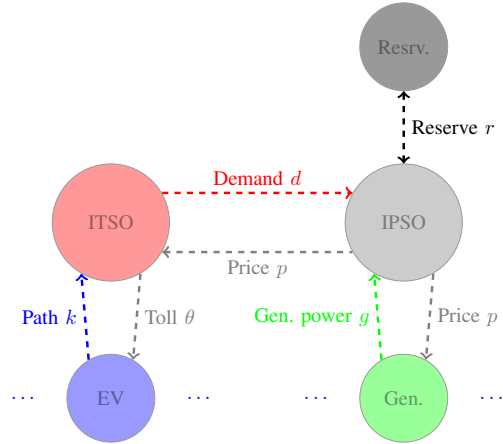 Resrv.
Reserve r
Demand d
ITSO
IPSO
Price p
Path k
Toll θ
Gen. power g
Price p
... EV ... ... Gen. ...